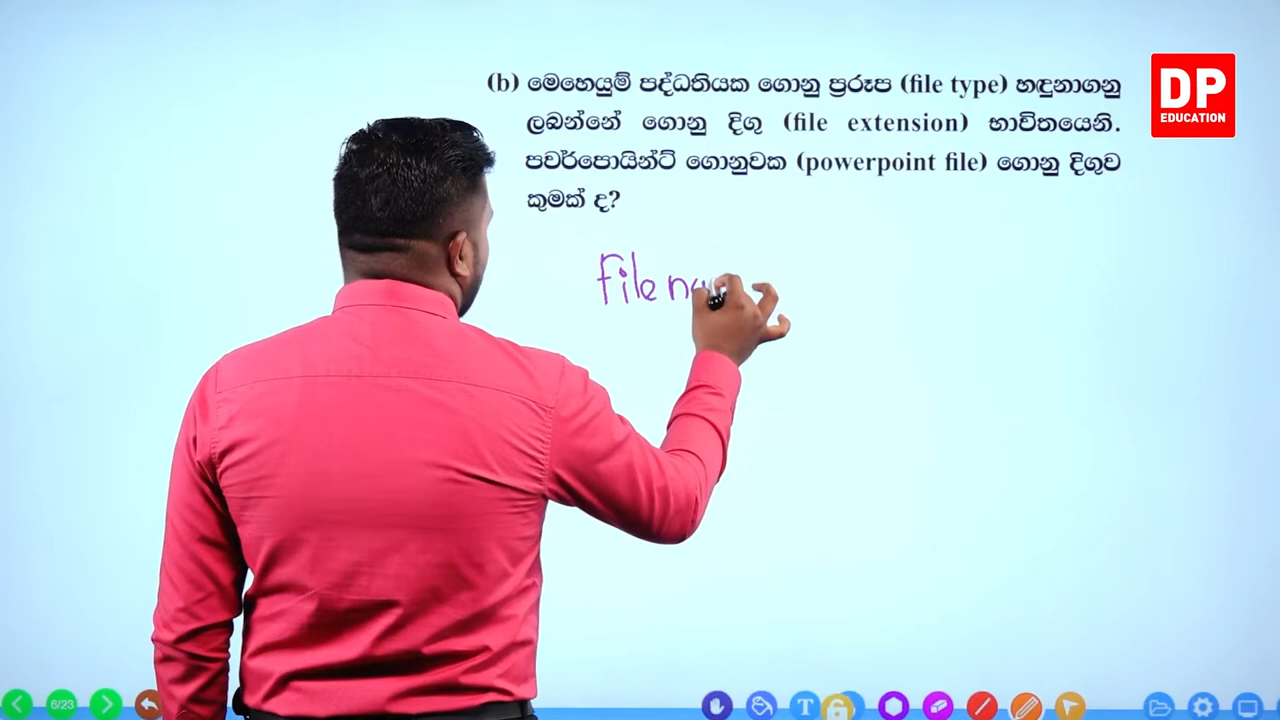 DP
EDUCATION
(b) මෙහෙයුම් පද්ධතියක ගොනු ප්‍රරූප (file type) හඳුනාගනු
ලබන්නේ ගොනු දිගු (file extension) භාවිතයෙනි.
පවර්පොයින්ට් ගොනුවක (powerpoint file) ගොනු දිගුව
කුමක් ද?
File
6/23
T